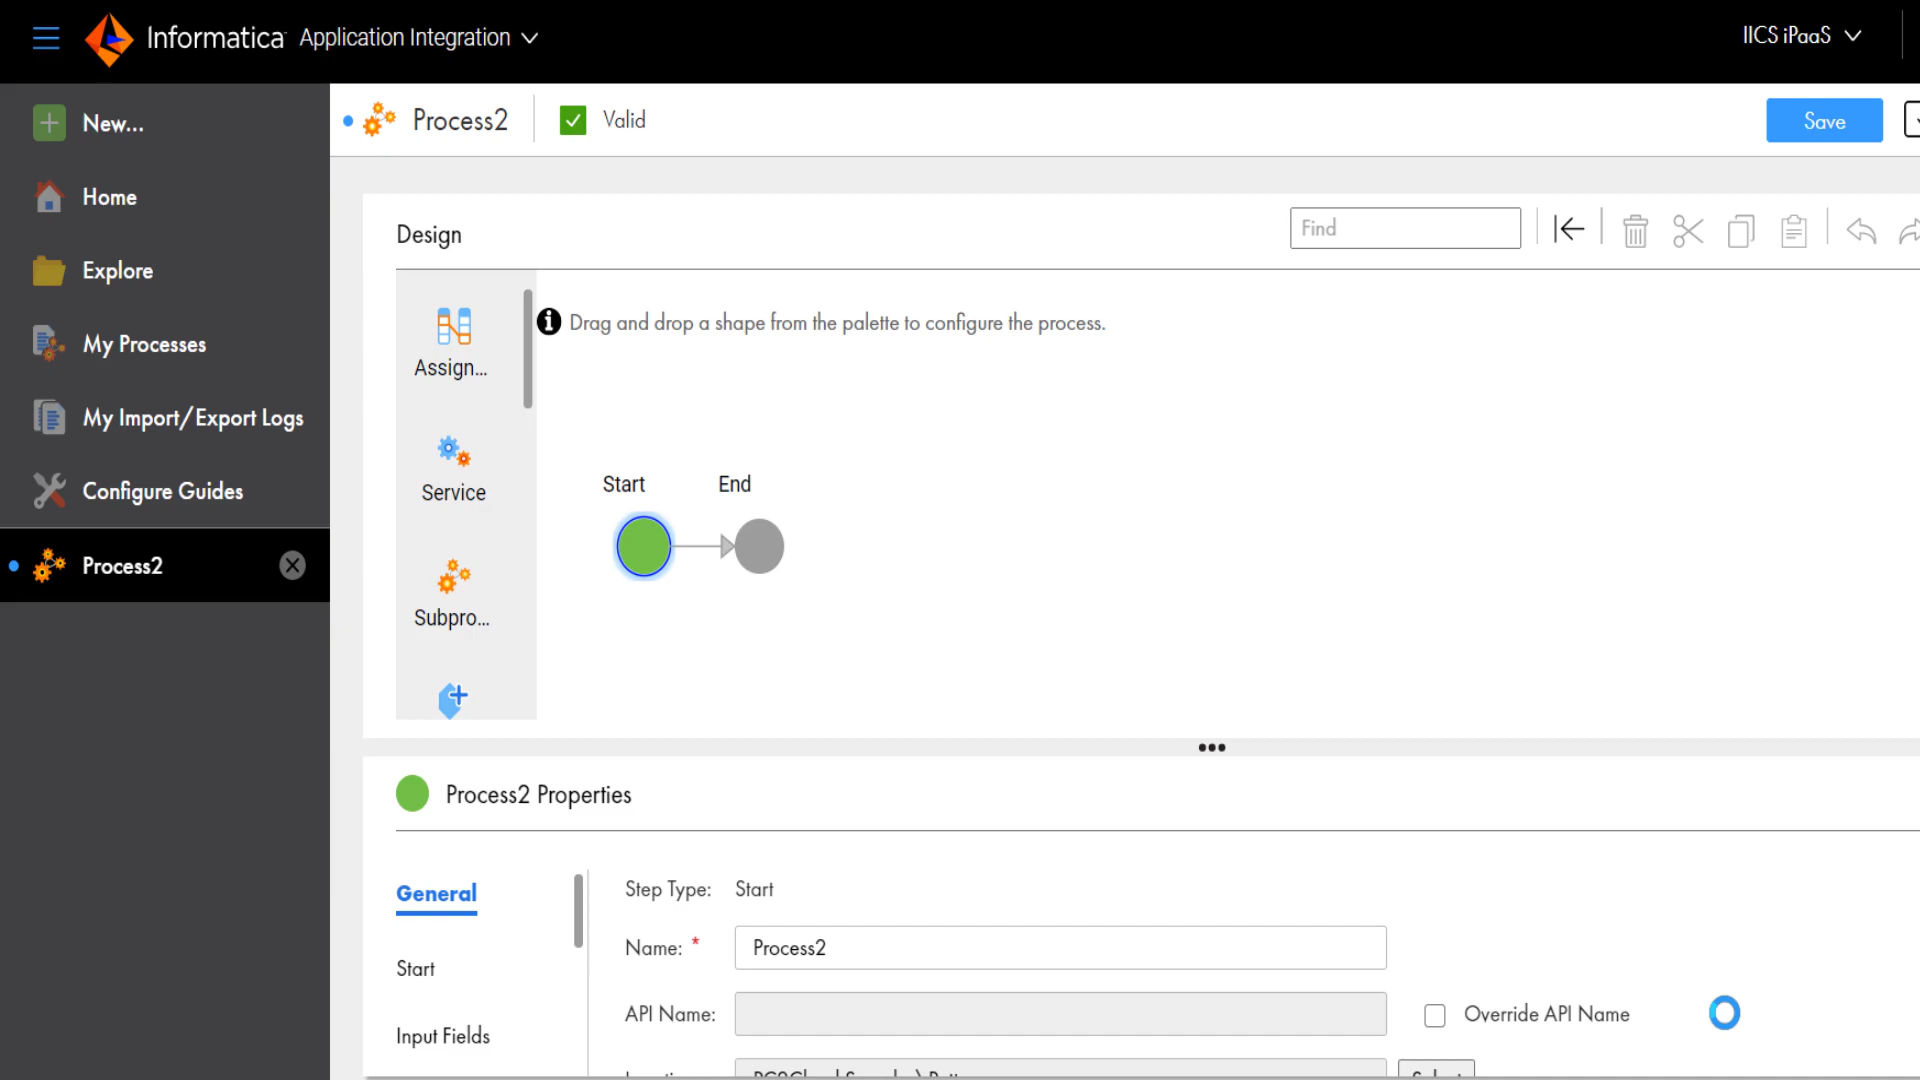 Informatica Application Integration
IICS iPaaS
New...
Home
Explore
My Processes
My Import/Export Logs
Configure Guides
Process2
Process2
Valid
Save
Design
Find
Assign...
Service
Subpro...
Drag and drop a shape from the palette to configure the process.
Start
End
Process2 Properties
General
Start
Input Fields
Step Type: Start
Name: * Process2
API Name:
Override API Name